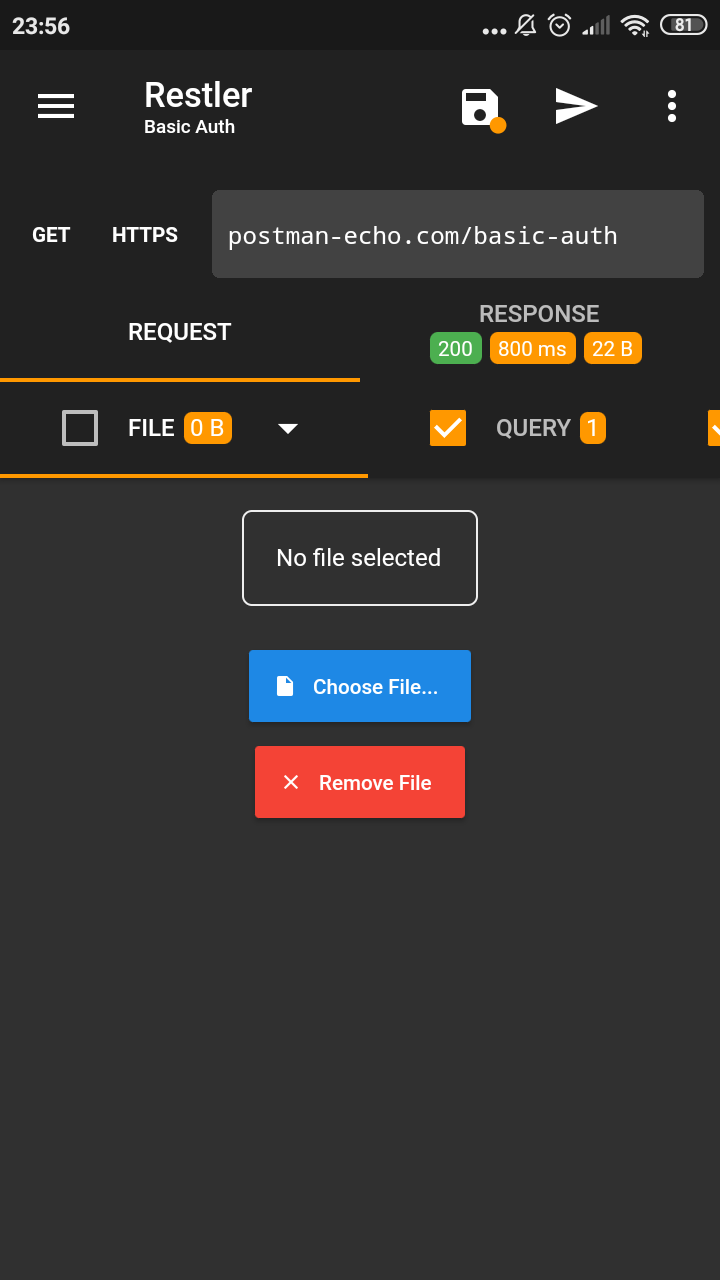 23:56
81
Restler
Basic Auth
GET HTTPS postman-echo.com/basic-auth
REQUEST
RESPONSE
200 800 ms 22 B
FILE 0 B QUERY 1
No file selected
Choose File...
Remove File